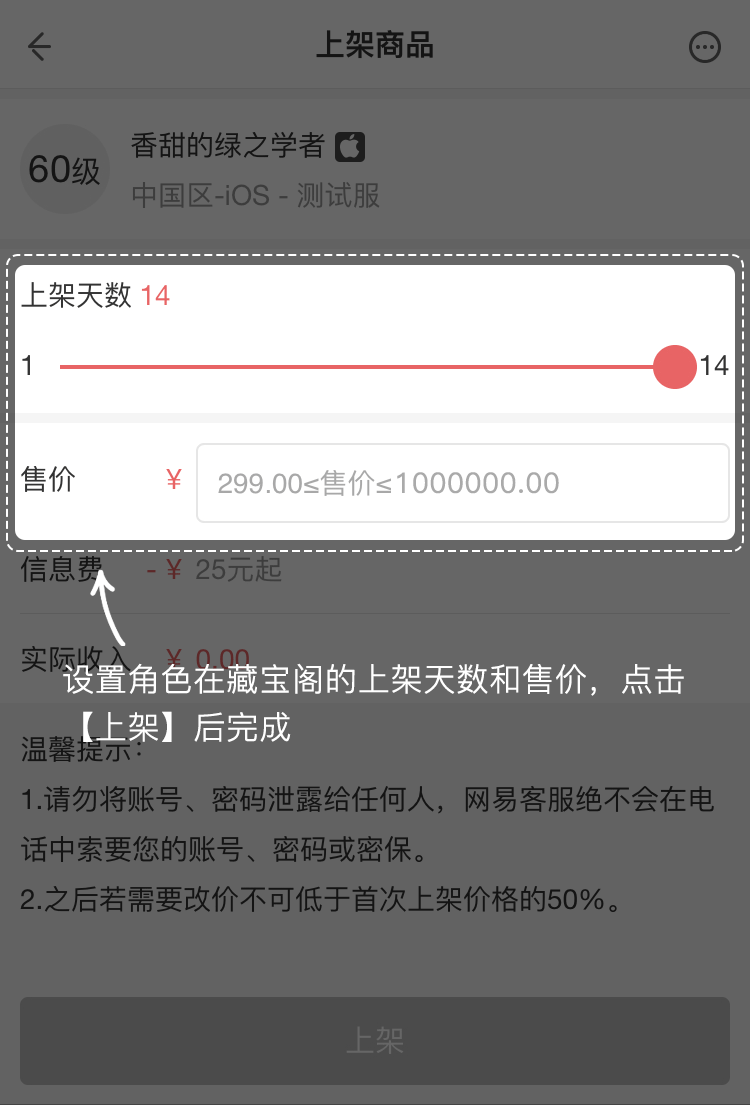 上架商品
60级
香甜的绿之学者
中国区-iOS - 测试服
上架天数 14
1 14
售价 ¥ 299.00≤售价≤1000000.00
信息费 - ¥ 25元起
实际收入 ¥ 0.00
设置角色在藏宝阁的上架天数和售价，点击
【上架】后完成
温馨提示：
1.请勿将账号、密码泄露给任何人，网易客服绝不会在电
话中索要您的账号、密码或密保。
2.之后若需要改价不可低于首次上架价格的50%。
上架